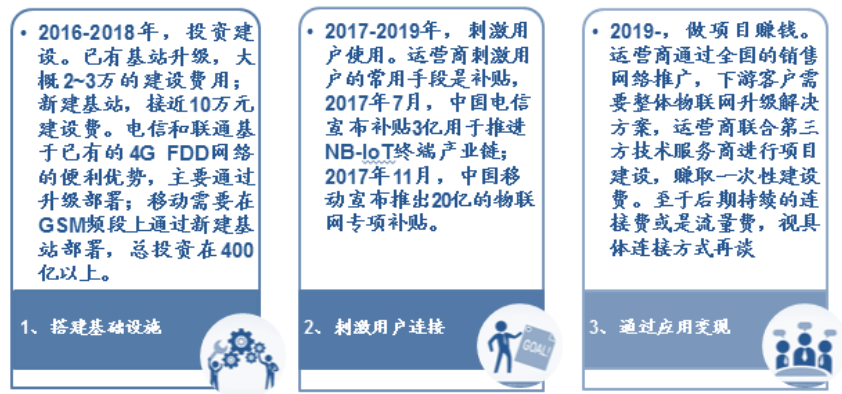 • 2016-2018年，投资建
设。已有基站升级，大
概2~3万的建设费用；
新建基站，接近10万元
建设费。电信和联通基
于已有的4G FDD网络
的便利优势，主要通过
升级部署；移动需要在
GSM频段上通过新建基
站部署，总投资在400
亿以上。
1、搭建基础设施
• 2017-2019年，刺激用
户使用。运营商刺激用
户的常用手段是补贴，
2017年7月，中国电信
宣布补贴3亿用于推进
NB-IoT终端产业链；
2017年11月，中国移
动宣布推出20亿的物联
网专项补贴。
2、刺激用户连接
GOAL!
• 2019-，做项目赚钱。
运营商通过全国的销售
网络推广，下游客户需
要整体物联网升级解决
方案，运营商联合第三
方技术服务商进行项目
建设，赚取一次性建设
费。至于后期持续的连
接费或是流量费，视具
体连接方式再谈
3、通过应用变现